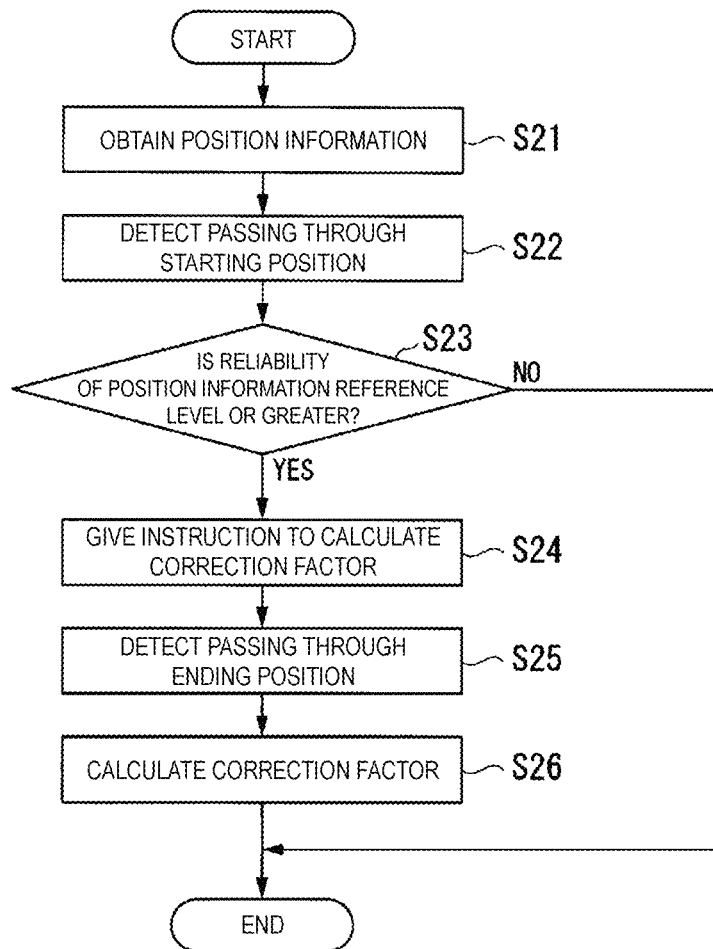 START
OBTAIN POSITION INFORMATION
S21
DETECT PASSING THROUGH
STARTING POSITION
S22
S23
IS RELIABILITY
OF POSITION INFORMATION REFERENCE
LEVEL OR GREATER?
NO
YES
GIVE INSTRUCTION TO CALCULATE
CORRECTION FACTOR
S24
DETECT PASSING THROUGH
ENDING POSITION
S25
CALCULATE CORRECTION FACTOR
S26
END